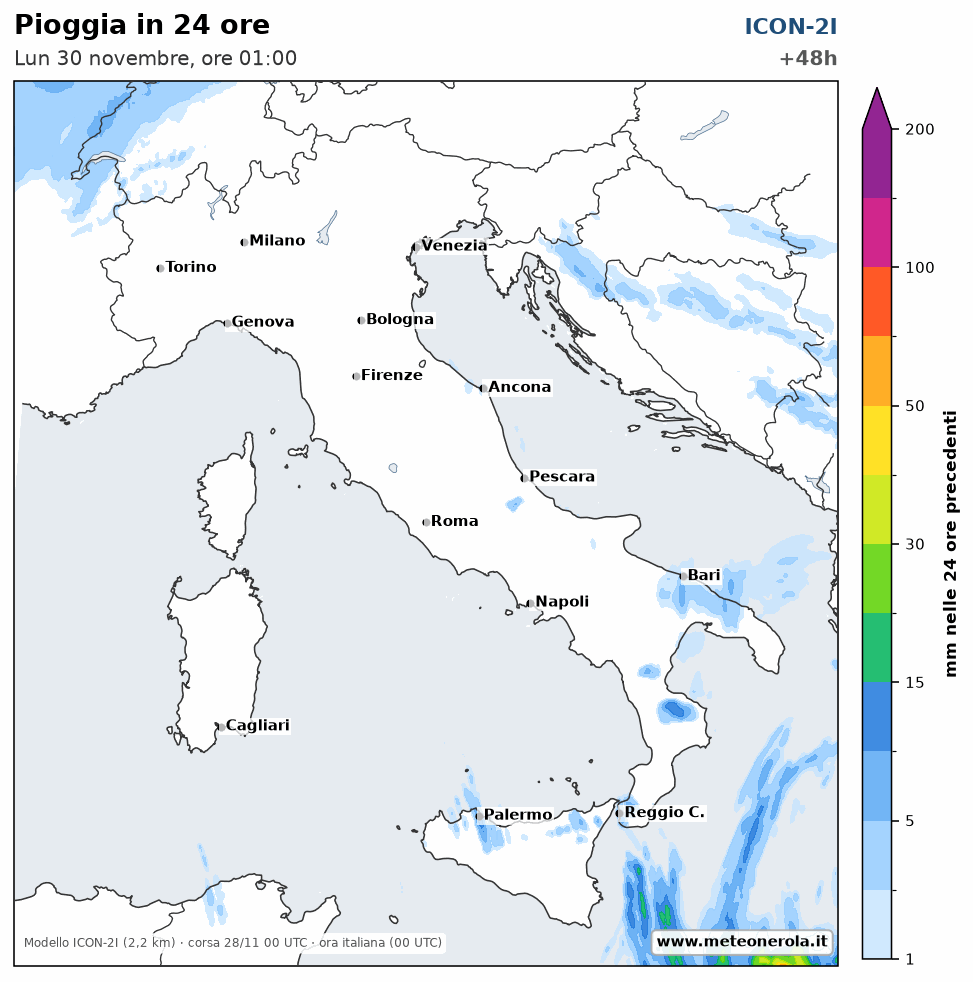 Pioggia in 24 ore
ICON-2I
Lun 30 novembre, ore 01:00
+48h
200
100
50
30
15
5
1
mm nelle 24 ore precedenti
Milano
Venezia
Torino
Genova
Bologna
Firenze
Ancona
Pescara
Roma
Bari
Napoli
Cagliari
Palermo
Reggio C.
Modello ICON-2I (2,2 km) · corsa 28/11 00 UTC · ora italiana (00 UTC)
www.meteonerola.it